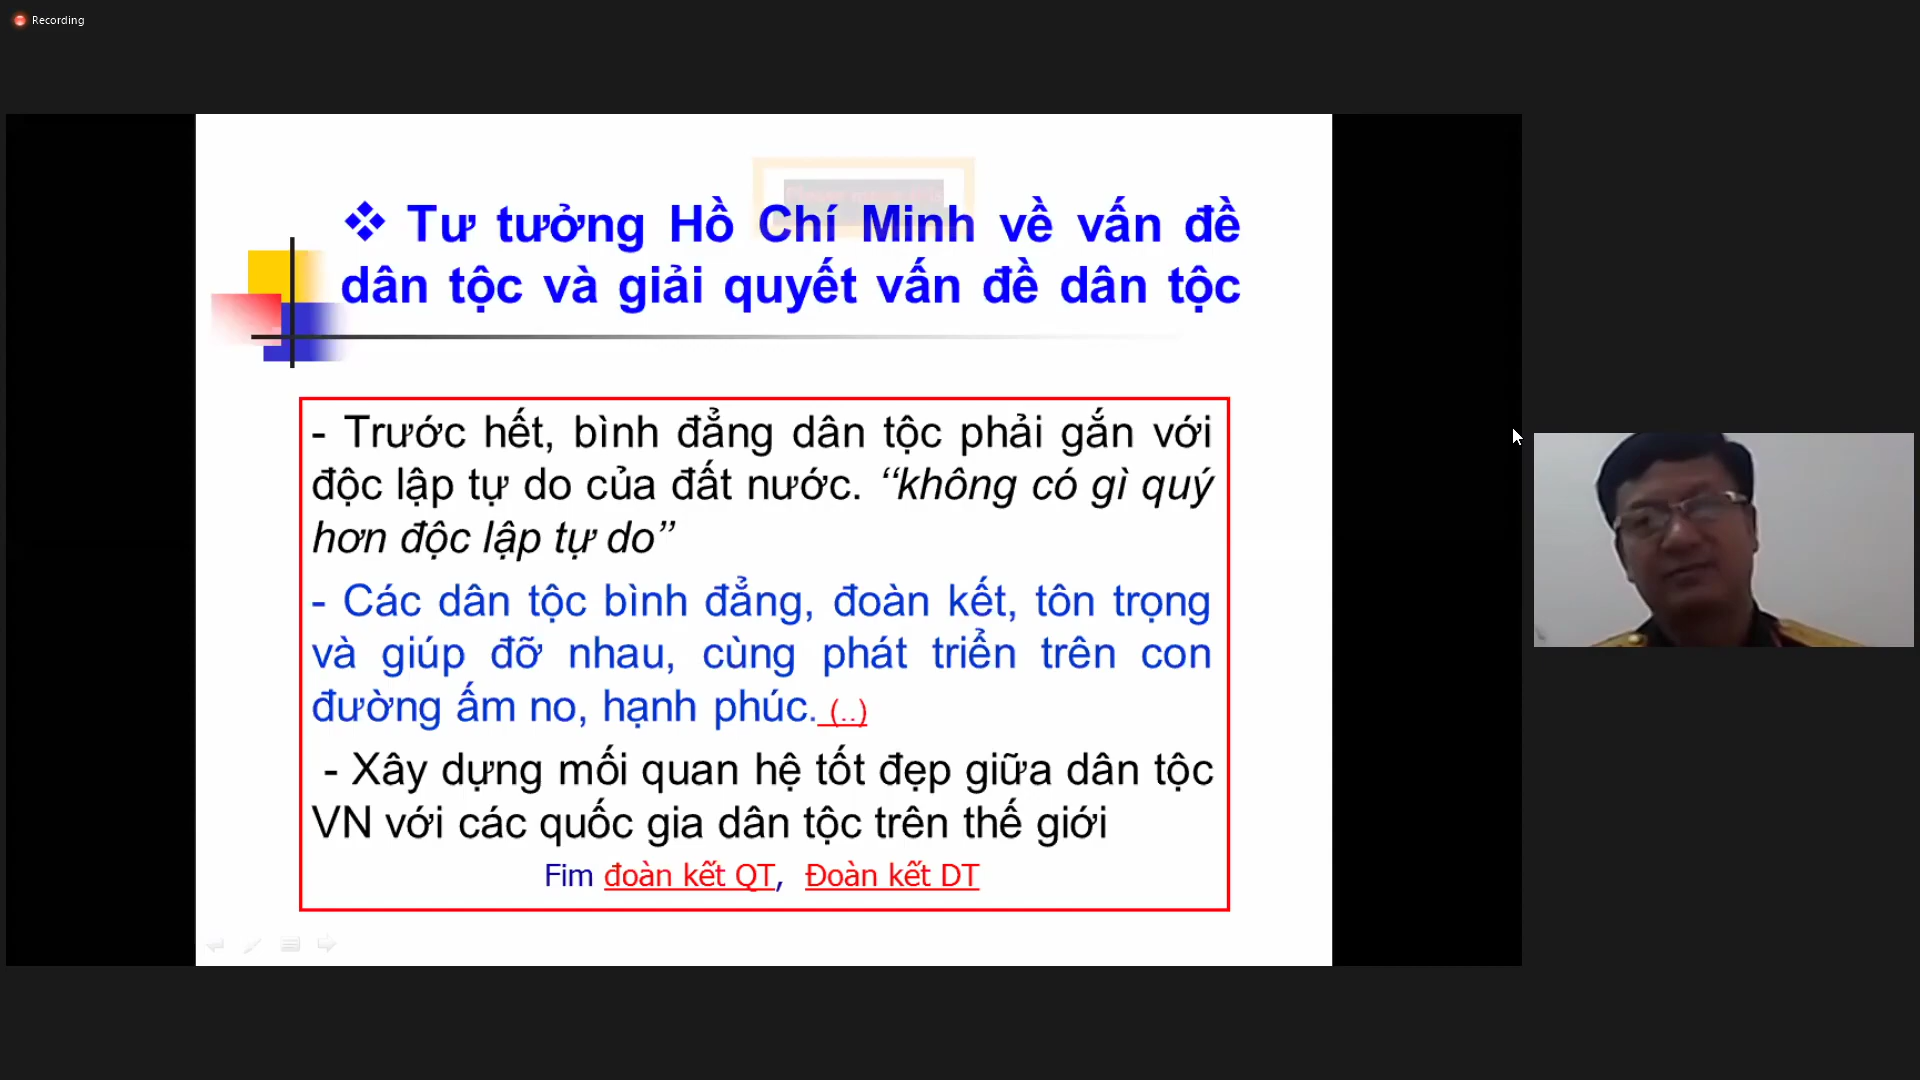 Recording
❖ Tư tưởng Hồ Chí Minh về vấn đề
dân tộc và giải quyết vấn đề dân tộc
- Trước hết, bình đẳng dân tộc phải gắn với
độc lập tự do của đất nước. “không có gì quý
hơn độc lập tự do”
- Các dân tộc bình đẳng, đoàn kết, tôn trọng
và giúp đỡ nhau, cùng phát triển trên con
đường ấm no, hạnh phúc. (..)
- Xây dựng mối quan hệ tốt đẹp giữa dân tộc
VN với các quốc gia dân tộc trên thế giới
Fim đoàn kết QT, Đoàn kết DT